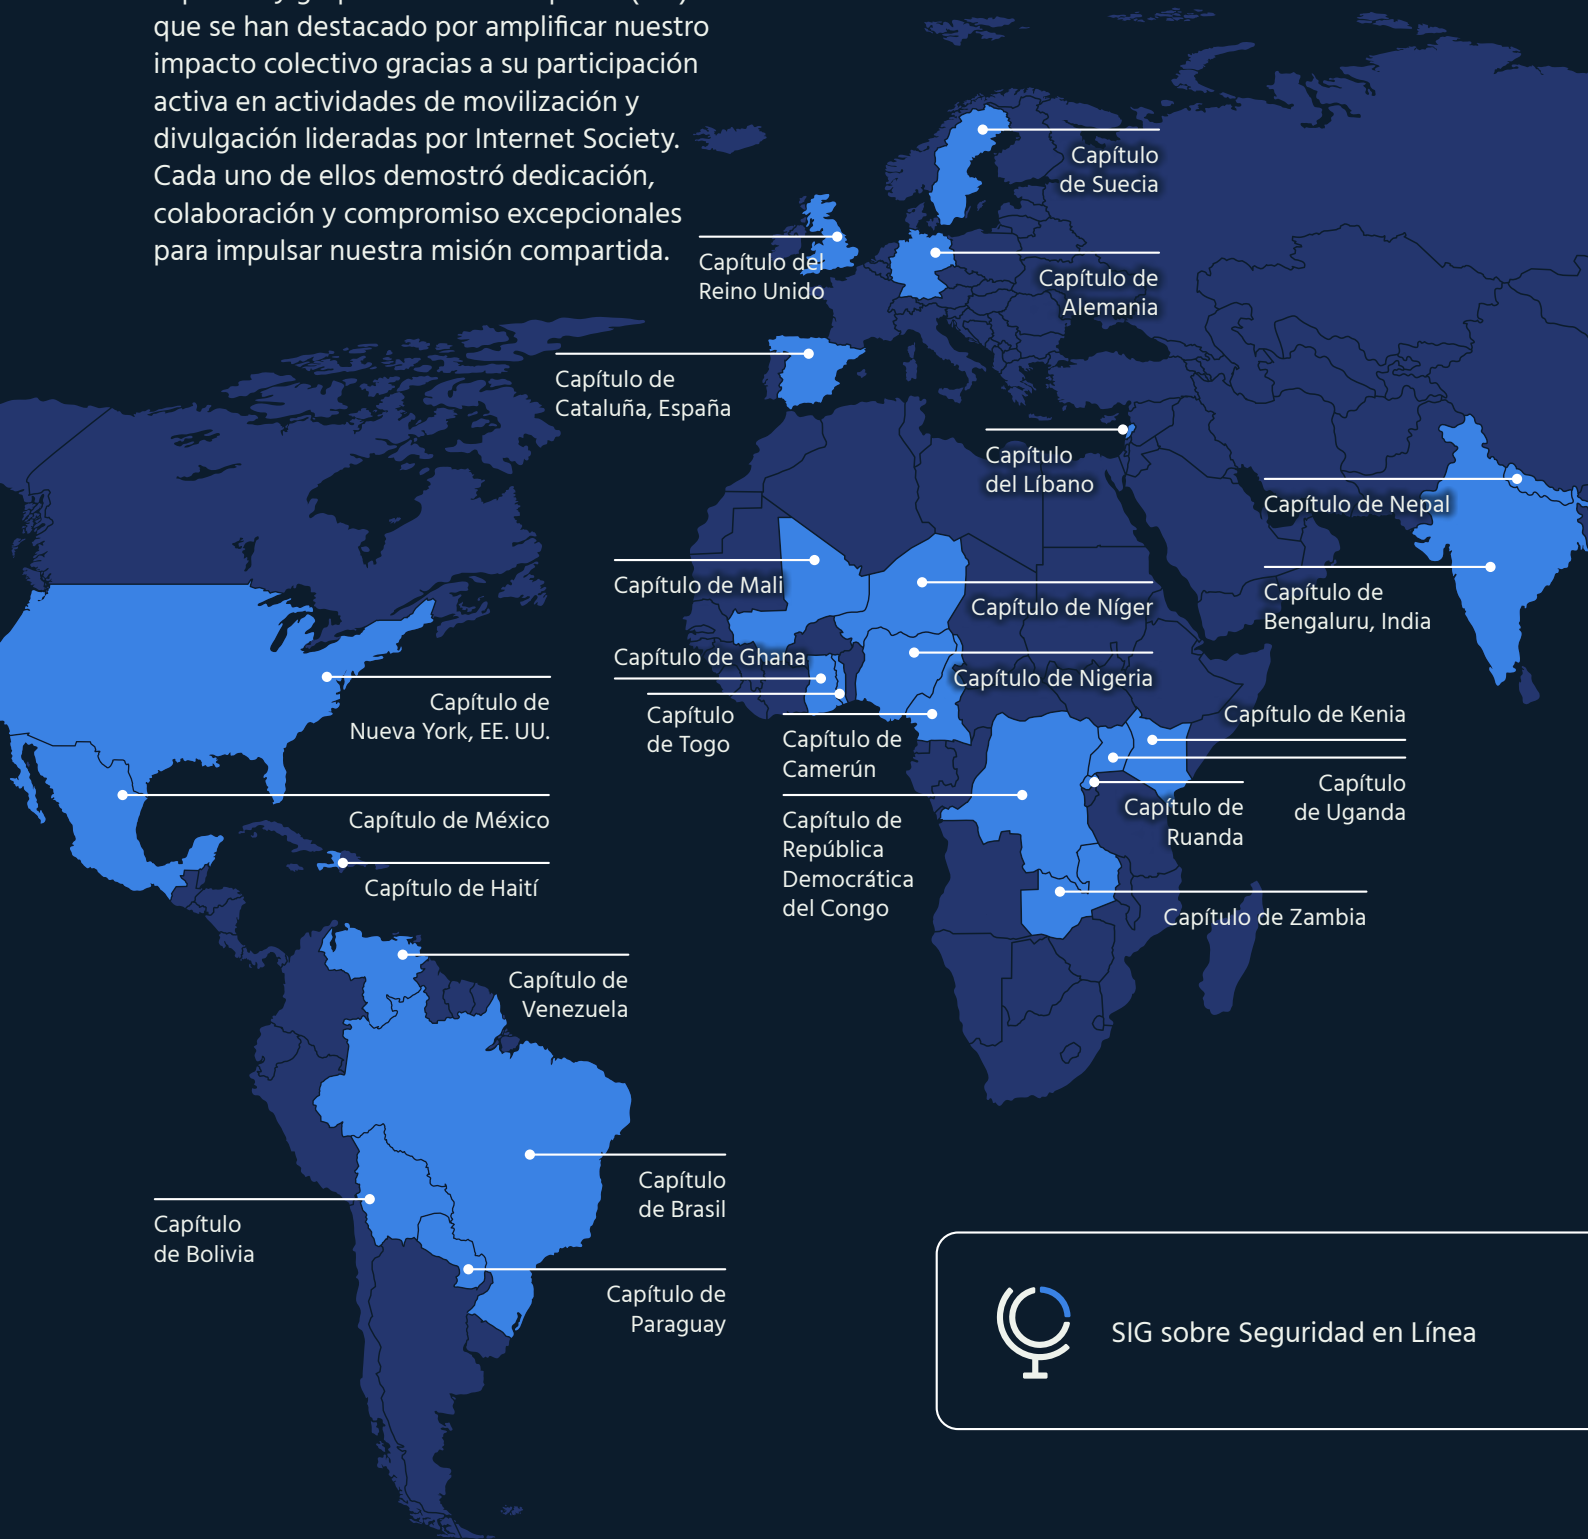 que se han destacado por amplificar nuestro
impacto colectivo gracias a su participación
activa en actividades de movilización y
divulgación lideradas por Internet Society.
Cada uno de ellos demostró dedicación,
colaboración y compromiso excepcionales
para impulsar nuestra misión compartida.
Capítulo
de Suecia
Capítulo del
Reino Unido
Capítulo de
Alemania
Capítulo de
Cataluña, España
Capítulo
del Líbano
Capítulo de Nepal
Capítulo de Mali
Capítulo de Níger
Capítulo de
Bengaluru, India
Capítulo de Ghana
Capítulo de Nigeria
Capítulo de
Nueva York, EE. UU.
Capítulo
de Togo
Capítulo de
Camerún
Capítulo de Kenia
Capítulo
de Uganda
Capítulo de
Ruanda
Capítulo de México
Capítulo de
República
Democrática
del Congo
Capítulo de Haití
Capítulo de Zambia
Capítulo de
Venezuela
Capítulo
de Brasil
Capítulo
de Bolivia
Capítulo de
Paraguay
SIG sobre Seguridad en Línea